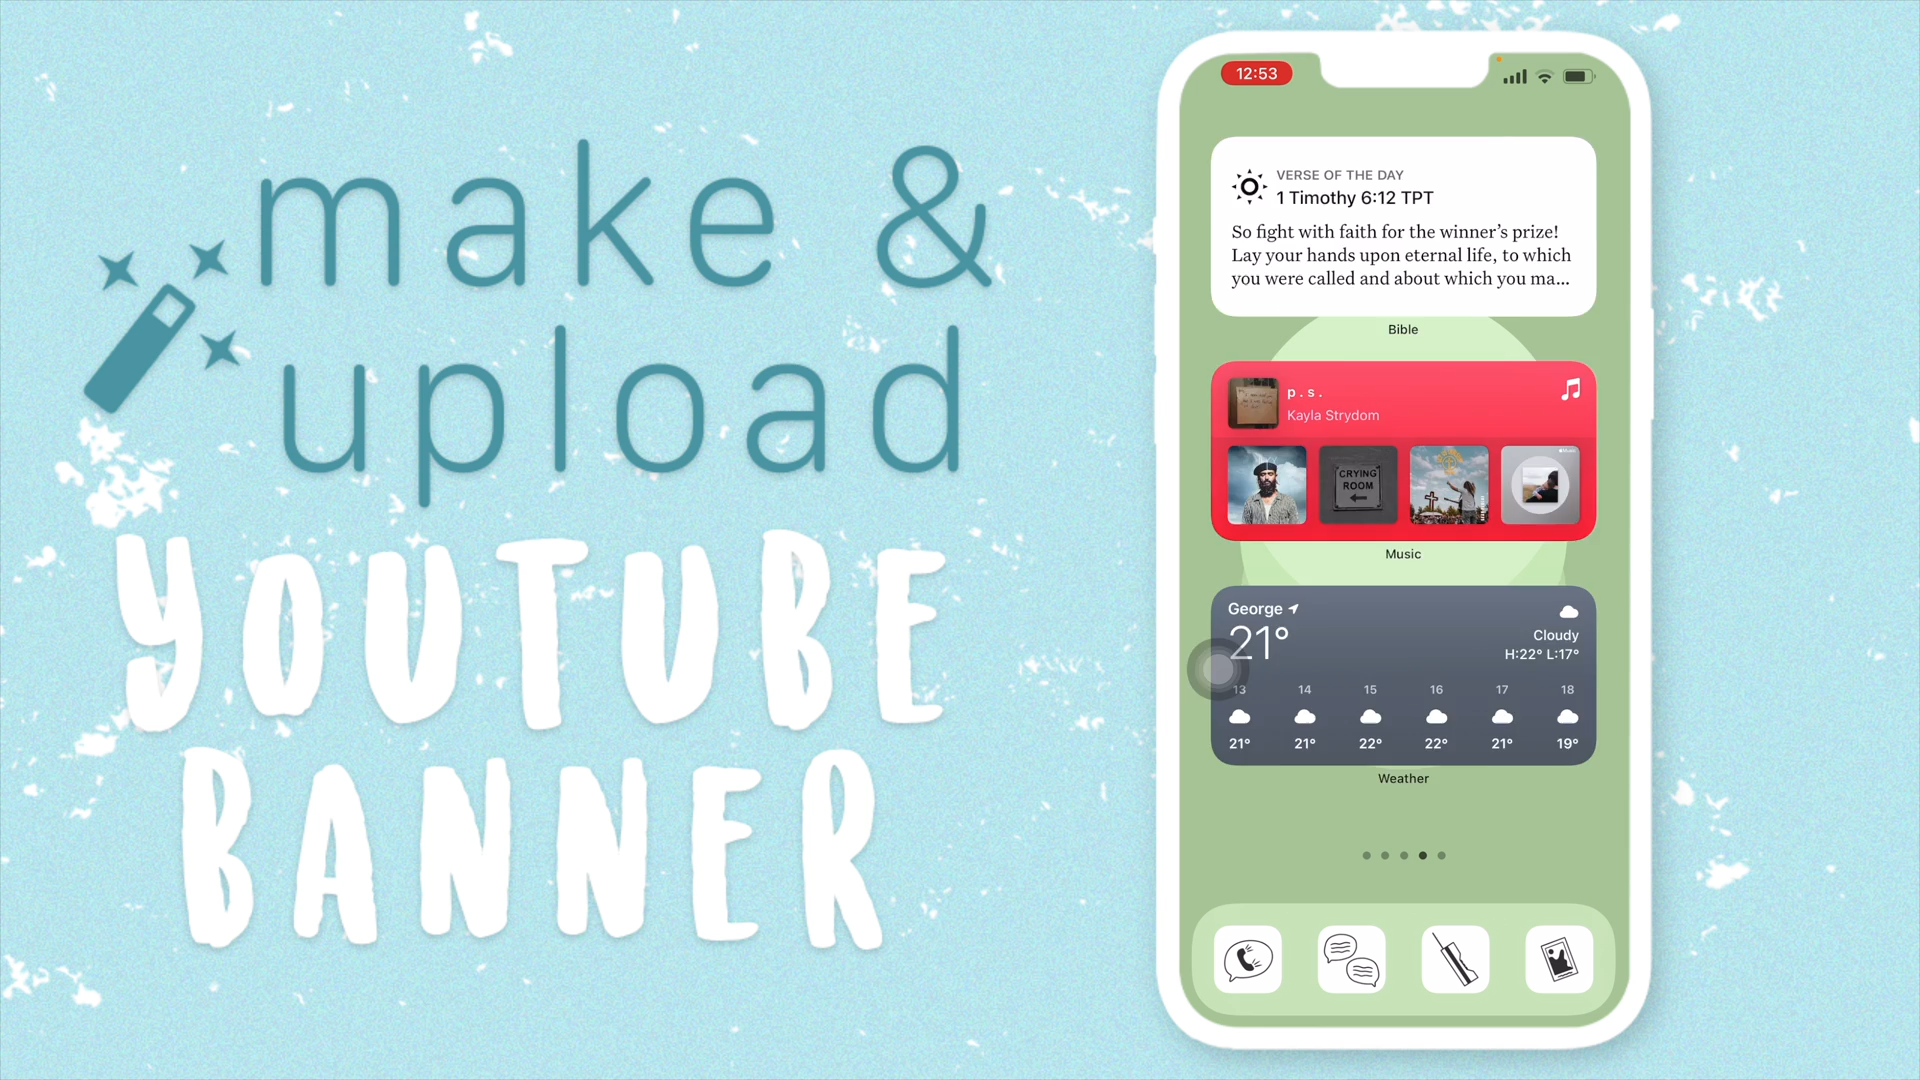 make &
upload
YOUTUBE
BANNER
12:53
VERSE OF THE DAY
1 Timothy 6:12 TPT
So fight with faith for the winner’s prize!
Lay your hands upon eternal life, to which
you were called and about which you ma...
Bible
p.s.
Kayla Strydom
CRYING
ROOM
Music
Music
George
21°
Cloudy
H:22° L:17°
13 14 15 16 17 18
21° 21° 22° 22° 21° 19°
Weather